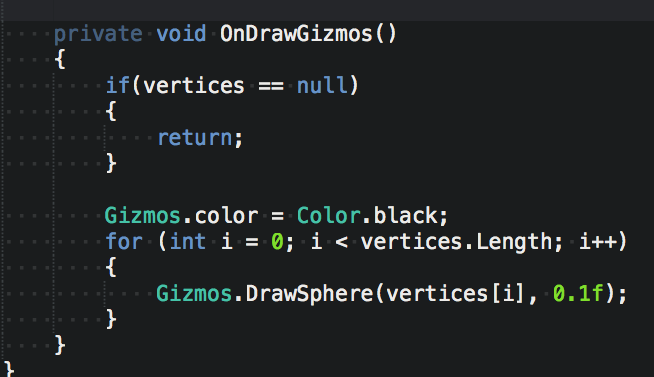 private void OnDrawGizmos()
{
if(vertices == null)
{
return;
}
Gizmos.color = Color.black;
for (int i = 0; i < vertices.Length; i++)
{
Gizmos.DrawSphere(vertices[i], 0.1f);
}
}
}